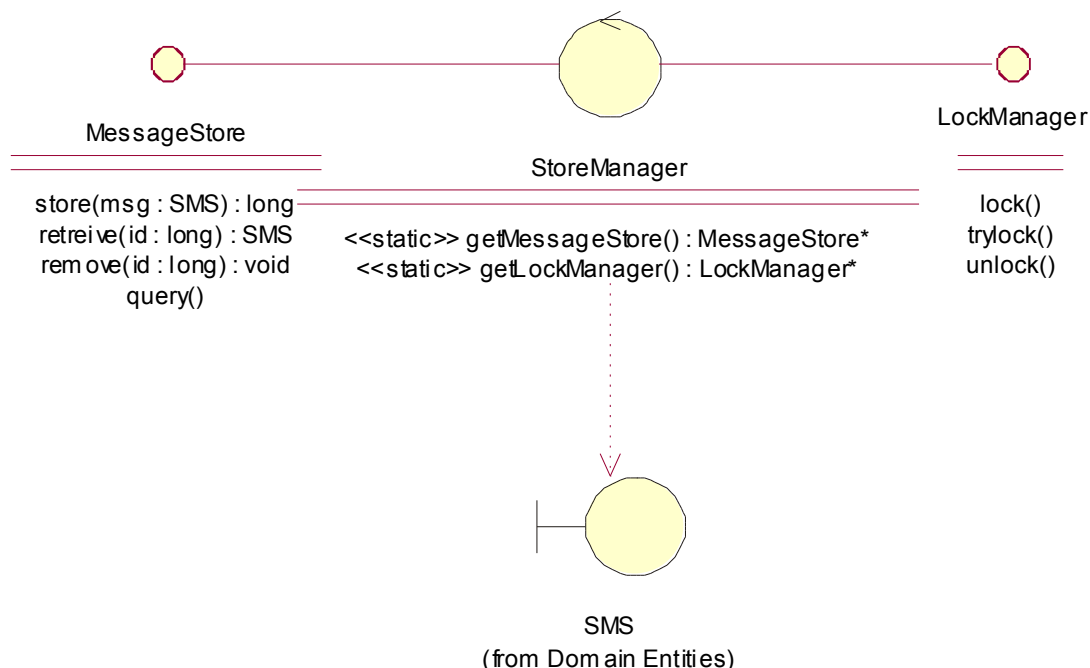 MessageStore
store(msg : SMS) : long
retreive(id : long) : SMS
remove(id : long) : void
query()
StoreManager
<<static>> getMessageStore() : MessageStore*
<<static>> getLockManager() : LockManager*
LockManager
lock()
trylock()
unlock()
SMS
(from Domain Entities)